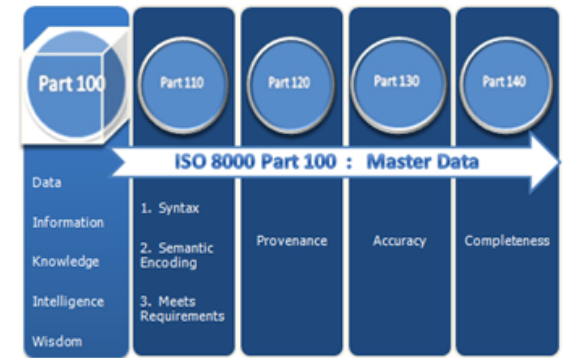 Part 100
Part 110
Part 120
Part 130
Part 140
ISO 8000 Part 100 : Master Data
Data
Information
Knowledge
Intelligence
Wisdom
1. Syntax
2. Semantic
Encoding
3. Meets
Requirements
Provenance
Accuracy
Completeness